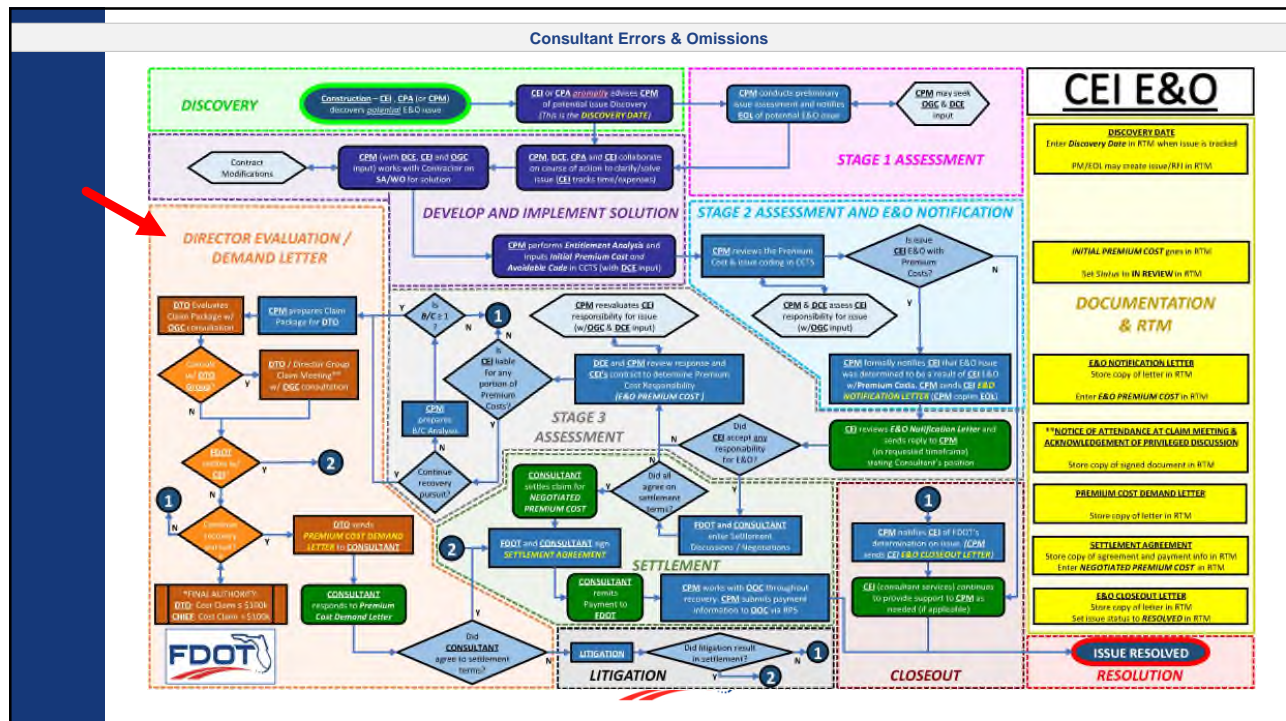 Consultant Errors & Omissions
DISCOVERY
Construction – CEI , CPA (or CPM)
discovers potential E&O issue
CEI or CPA promptly advises CPM
of potential issue Discovery
(This is the DISCOVERY DATE)
CPM conducts preliminary
issue assessment and notifies
EOL of potential E&O issue
CPM may seek
OGC & DCE
input
STAGE 1 ASSESSMENT
CEI E&O
DISCOVERY DATE
Enter Discovery Date in RTM when issue is tracked
PM/EOL may create issue/RFI in RTM
Contract
Modifications
CPM (with DCE, CEI and OGC
input) works with Contractor on
SA/WO for solution
CPM, DCE, CPA and CEI collaborate
on course of action to clarify/solve
issue (CEI tracks time/expenses)
DEVELOP AND IMPLEMENT SOLUTION
CPM performs Entitlement Analysis and
inputs Initial Premium Cost and
Avoidable Code in CCTS (with DCE input)
STAGE 2 ASSESSMENT AND E&O NOTIFICATION
CPM reviews the Premium
Cost & issue coding in CCTS
Is issue
CEI E&O with
Premium
Costs?
N
Y
CPM & DCE assess CEI
responsibility for issue
(w/OGC input)
CPM formally notifies CEI that E&O issue
was determined to be a result of CEI E&O
w/Premium Costs. CPM sends CEI E&O
NOTIFICATION LETTER (CPM copies EOL)
INITIAL PREMIUM COST goes in RTM
Set Status to IN REVIEW in RTM
DOCUMENTATION
& RTM
E&O NOTIFICATION LETTER
Store copy of letter in RTM
Enter E&O PREMIUM COST in RTM
**NOTICE OF ATTENDANCE AT CLAIM MEETING &
ACKNOWLEDGEMENT OF PRIVILEGED DISCUSSION
Store copy of signed document in RTM
PREMIUM COST DEMAND LETTER
Store copy of letter in RTM
SETTLEMENT AGREEMENT
Store copy of agreement and payment info in RTM
Enter NEGOTIATED PREMIUM COST in RTM
E&O CLOSEOUT LETTER
Store copy of letter in RTM
Set issue status to RESOLVED in RTM
DIRECTOR EVALUATION /
DEMAND LETTER
DTO Evaluates
Claim Package w/
OGC consultation
CPM prepares Claim
Package for DTO
Consult
w/ DTO
Group?
Y
N
DTO / Director Group
Claim Meeting**
w/ OGC consultation
FDOT
settles w/
CEI*
Y
2
N
1
N
Continue
recovery
pursuit?
Y
DTO sends
PREMIUM COST DEMAND
LETTER to CONSULTANT
*FINAL AUTHORITY:
DTO
CHIEF
CONSULTANT
responds to Premium
Cost Demand Letter
FDOT
Did
CONSULTANT
agree to settlement
terms?
Y
N
Is
B/C ≥ 1
?
Y
N
1
N
Is
CEI liable
for any
portion of
Premium
Costs?
Y
CPM
prepares
B/C Analysis
Y
Continue
recovery
pursuit?
N
STAGE 3
ASSESSMENT
CPM reevaluates CEI
responsibility for issue
(w/OGC & DCE input)
DCE and CPM review response and
CEI's contract to determine Premium
Cost Responsibility
(E&O PREMIUM COST)
Did
CEI accept any
responsibility
for E&O?
N
Y
CEI reviews E&O Notification Letter and
sends reply to CPM
(in requested timeframe)
stating Consultant's position
Did all
agree on
settlement
terms?
N
Y
CONSULTANT
settles claim for
NEGOTIATED
PREMIUM COST
FDOT and CONSULTANT
enter Settlement
Discussions / Negotiations
2
FDOT and CONSULTANT sign
SETTLEMENT AGREEMENT
SETTLEMENT
CONSULTANT
remits
Payment to
FDOT
CPM works with OOC throughout
recovery. CPM submits payment
information to OOC via
LITIGATION
Did litigation result
in settlement?
N
1
Y
2
LITIGATION
1
CPM notifies CEI of FDOT's
determination on issue. (CPM
sends CEI E&O CLOSEOUT LETTER)
CEI (consultant services) continues
to provide support to CPM as
needed (if applicable)
CLOSEOUT
ISSUE RESOLVED
RESOLUTION